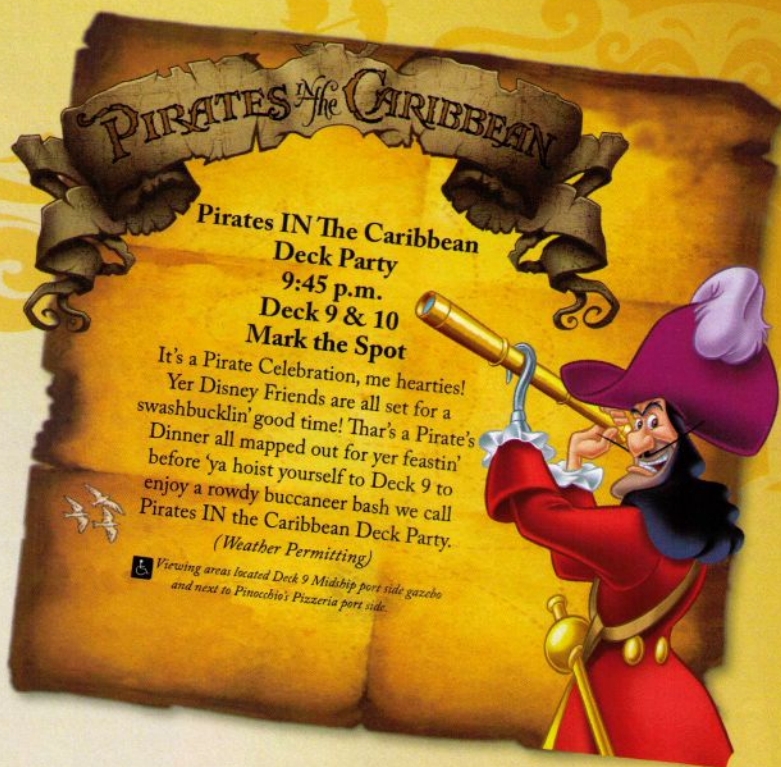 PIRATES IN the CARIBBEAN
Pirates IN The Caribbean
Deck Party
9:45 p.m.
Deck 9 & 10
Mark the Spot
It's a Pirate Celebration, me hearties!
Yer Disney Friends are all set for a
swashbucklin' good time! Thar's a Pirate's
Dinner all mapped out for yer feastin'
before 'ya hoist yourself to Deck 9 to
enjoy a rowdy buccaneer bash we call
Pirates IN the Caribbean Deck Party.
(Weather Permitting)
Viewing areas located Deck 9 Midship port side gazebo
and next to Pinocchio's Pizzeria port side.